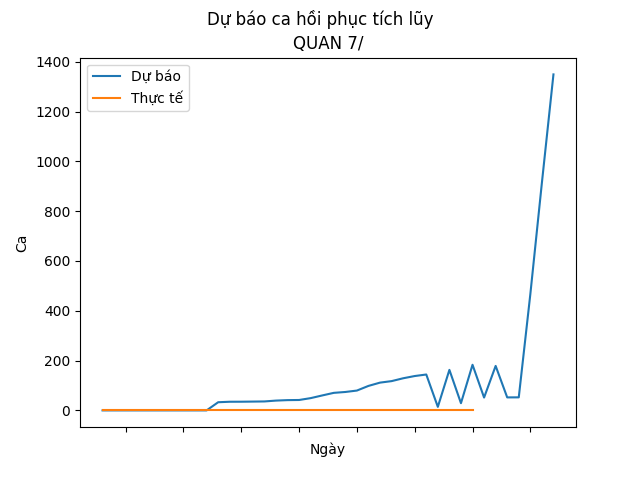 Dự báo ca hồi phục tích lũy
QUAN 7/
1400
1200
1000
800
600
400
200
0
Ca
Dự báo
Thực tế
Ngày